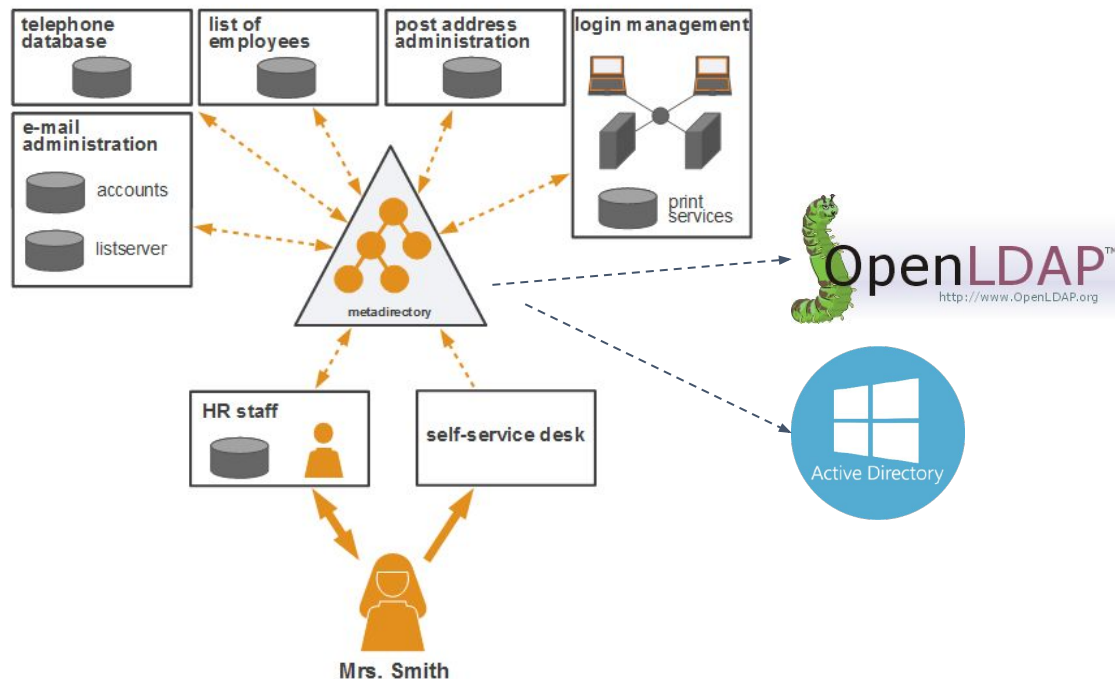 telephone
database
list of
employees
post address
administration
login management
e-mail
administration
accounts
listserver
print
services
metadirectory
OpenLDAP™
http://www.OpenLDAP.org
HR staff
self-service desk
Active Directory
Mrs. Smith